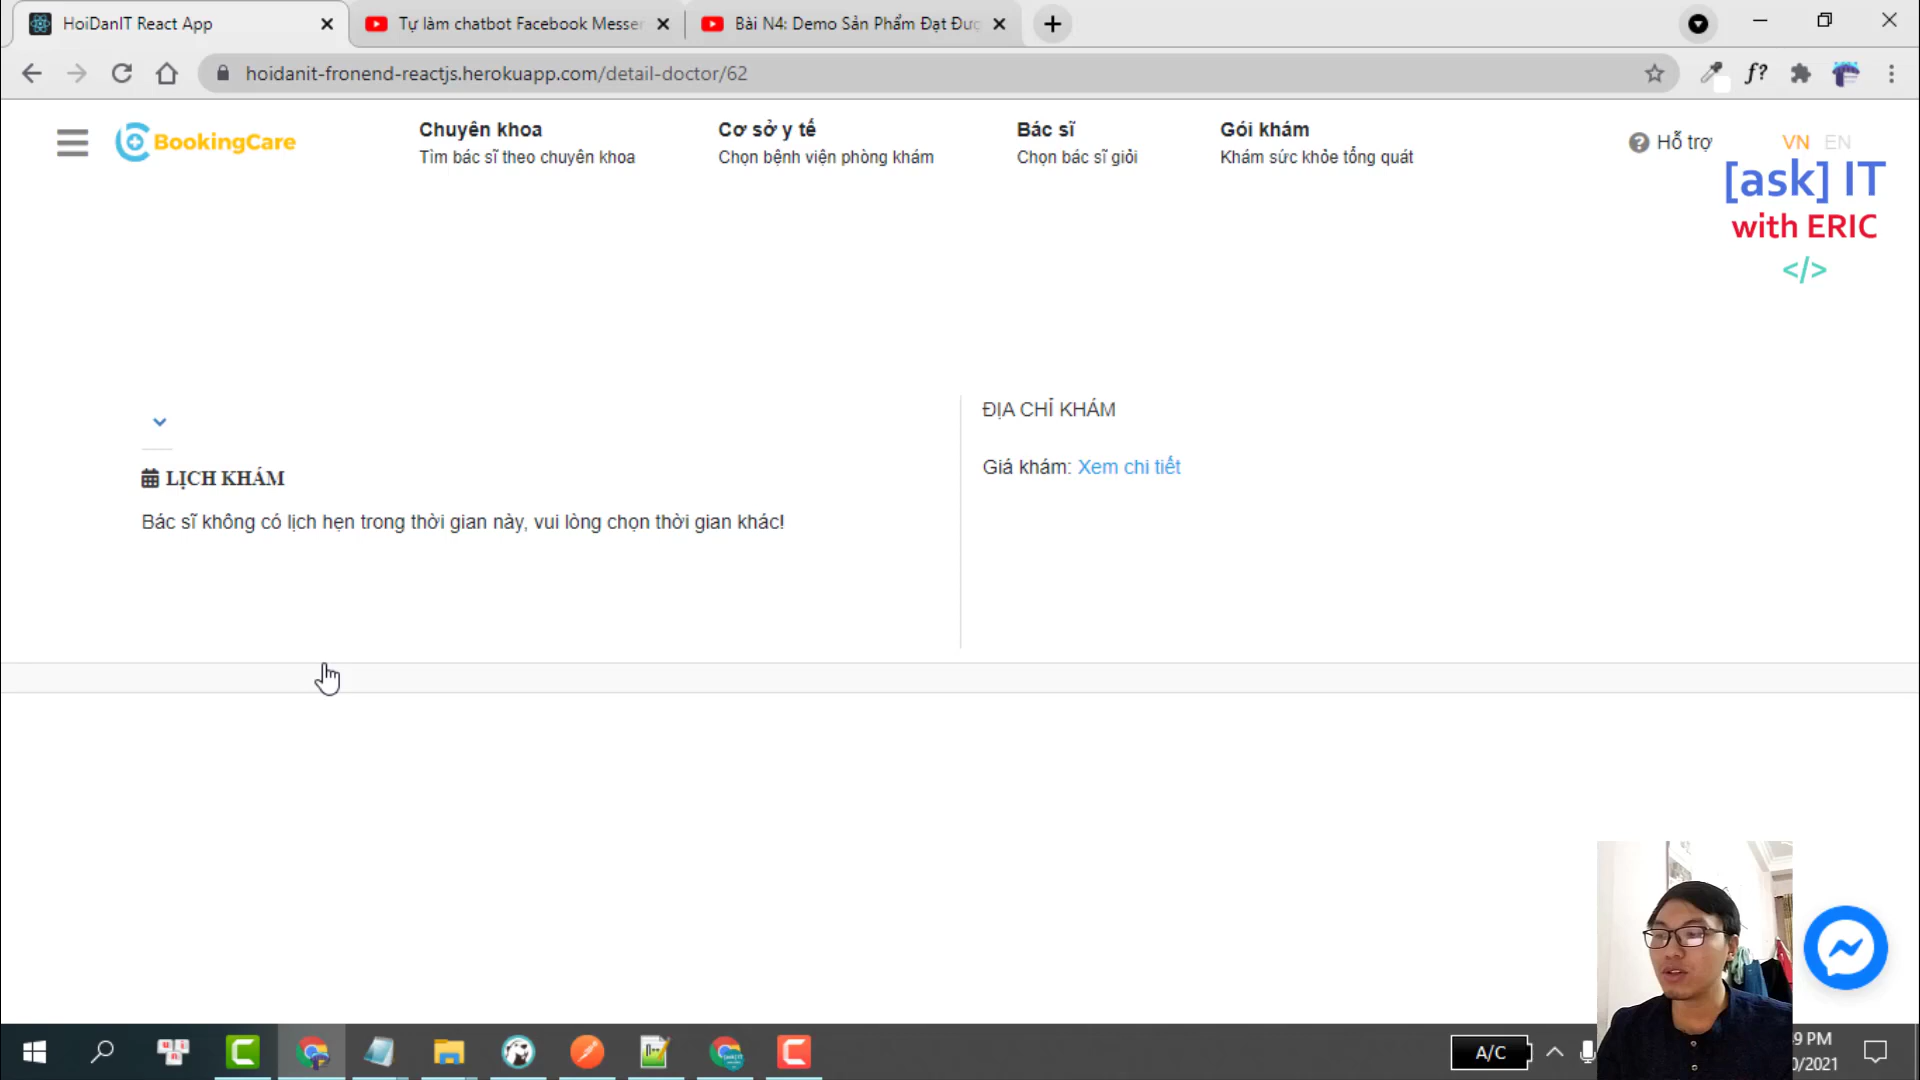 HoiDanIT React App
Tự làm chatbot Facebook Messer
Bài N4: Demo Sản Phẩm Đạt Đượ
hoidanit-fronend-reactjs.herokuapp.com/detail-doctor/62
f?
BookingCare
Chuyên khoa
Tìm bác sĩ theo chuyên khoa
Cơ sở y tế
Chọn bệnh viện phòng khám
Bác sĩ
Chọn bác sĩ giỏi
Gói khám
Khám sức khỏe tổng quát
Hỗ trợ
VN EN
[ask] IT
with ERIC
</>
LỊCH KHÁM
Bác sĩ không có lịch hẹn trong thời gian này, vui lòng chọn thời gian khác!
ĐỊA CHỈ KHÁM
Giá khám: Xem chi tiết
A/C
9 PM
0/2021